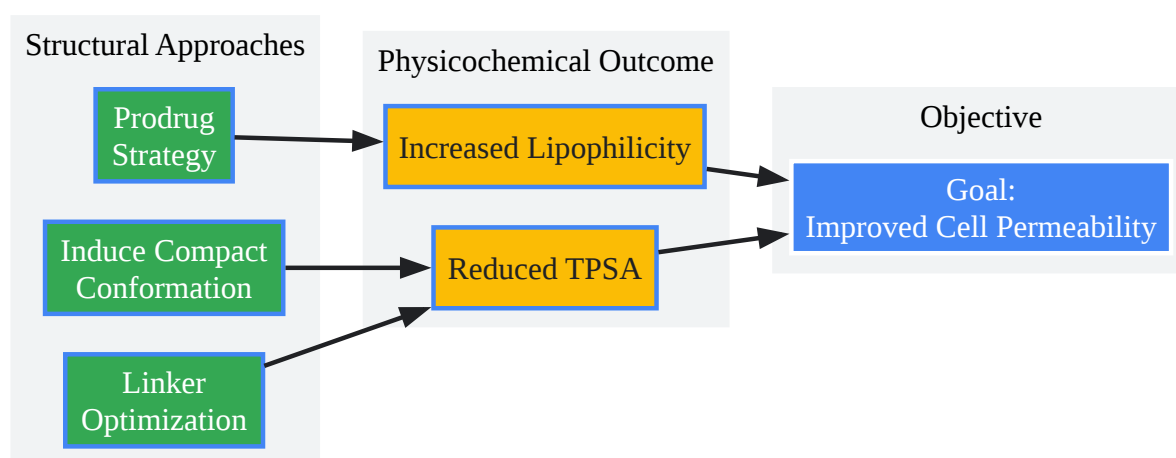 Structural Approaches
Prodrug
Strategy
Induce Compact
Conformation
Linker
Optimization
Physicochemical Outcome
Increased Lipophilicity
Reduced TPSA
Objective
Goal:
Improved Cell Permeability